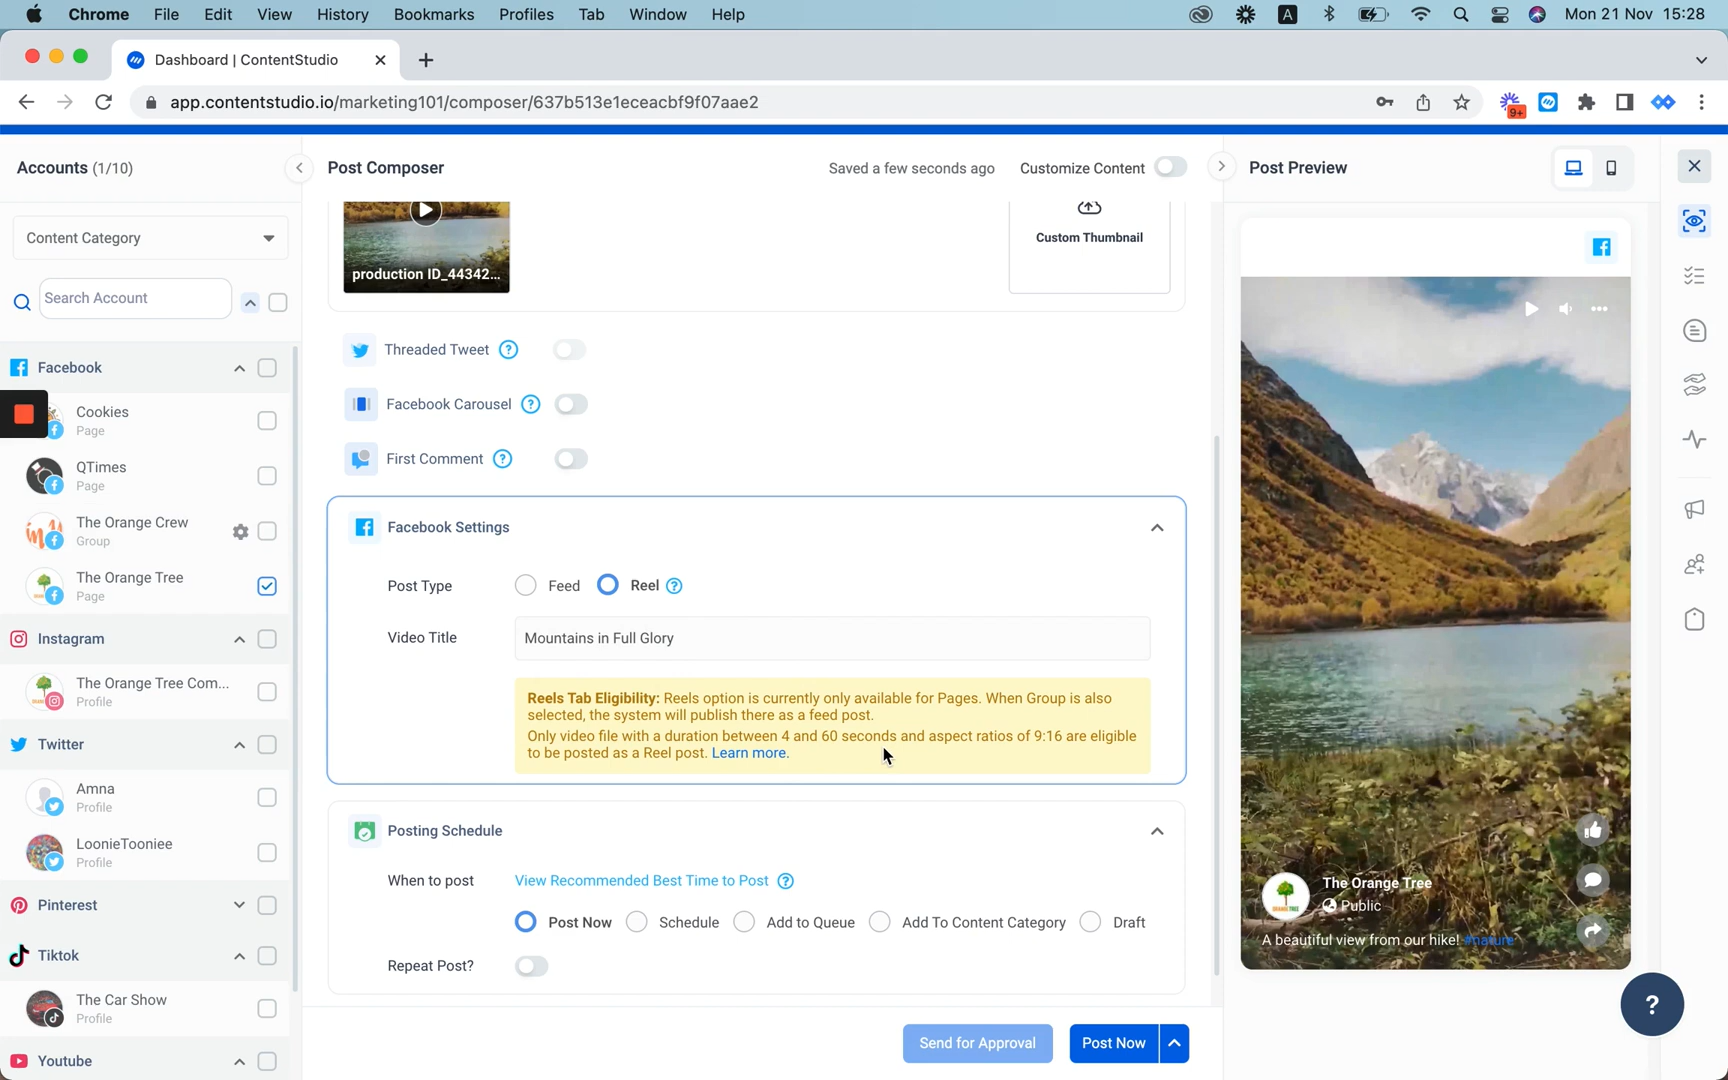 Chrome File Edit View History Bookmarks Profiles Tab Window Help A Mon 21 Nov 15:28
Dashboard | ContentStudio
app.contentstudio.io/marketing101/composer/637b513e1eceacbf9f07aae2
9+
Accounts (1/10)
Content Category
Search Account
Facebook
Cookies
Page
QTimes
Page
The Orange Crew
Group
The Orange Tree
Page
Instagram
The Orange Tree Com...
Profile
Twitter
Amna
Profile
LoonieTooniee
Profile
Pinterest
Tiktok
The Car Show
Profile
Youtube
Post Composer
Saved a few seconds ago
Customize Content
production ID_44342...
Custom Thumbnail
Threaded Tweet ?
Facebook Carousel ?
First Comment ?
Facebook Settings
Post Type Feed Reel ?
Video Title Mountains in Full Glory
Reels Tab Eligibility: Reels option is currently only available for Pages. When Group is also
selected, the system will publish there as a feed post.
Only video file with a duration between 4 and 60 seconds and aspect ratios of 9:16 are eligible
to be posted as a Reel post. Learn more.
Posting Schedule
When to post View Recommended Best Time to Post ?
Post Now Schedule Add to Queue Add To Content Category Draft
Repeat Post?
Send for Approval Post Now
Post Preview
The Orange Tree
Public
A beautiful view from our hike! #nature
?